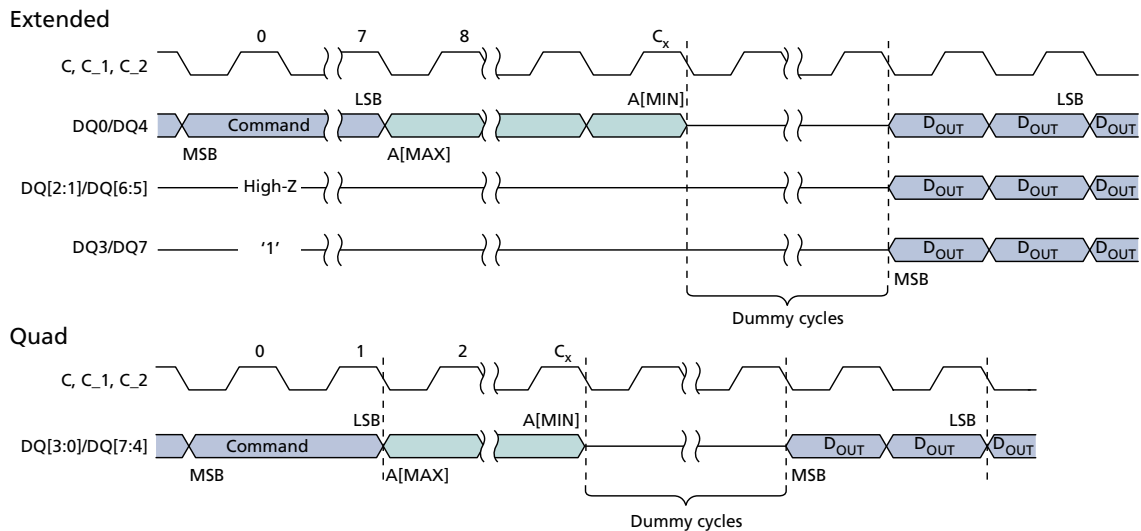 Extended
0 7 8 Cx
C, C_1, C_2
LSB A[MIN] LSB
DQ0/DQ4 Command DOUT DOUT DOUT
MSB A[MAX]
DQ[2:1]/DQ[6:5] High-Z DOUT DOUT DOUT
DQ3/DQ7 ‘1’ DOUT DOUT DOUT
MSB
Dummy cycles
Quad
0 1 2 Cx
C, C_1, C_2
LSB A[MIN] LSB
DQ[3:0]/DQ[7:4] Command DOUT DOUT DOUT
MSB A[MAX] MSB
Dummy cycles